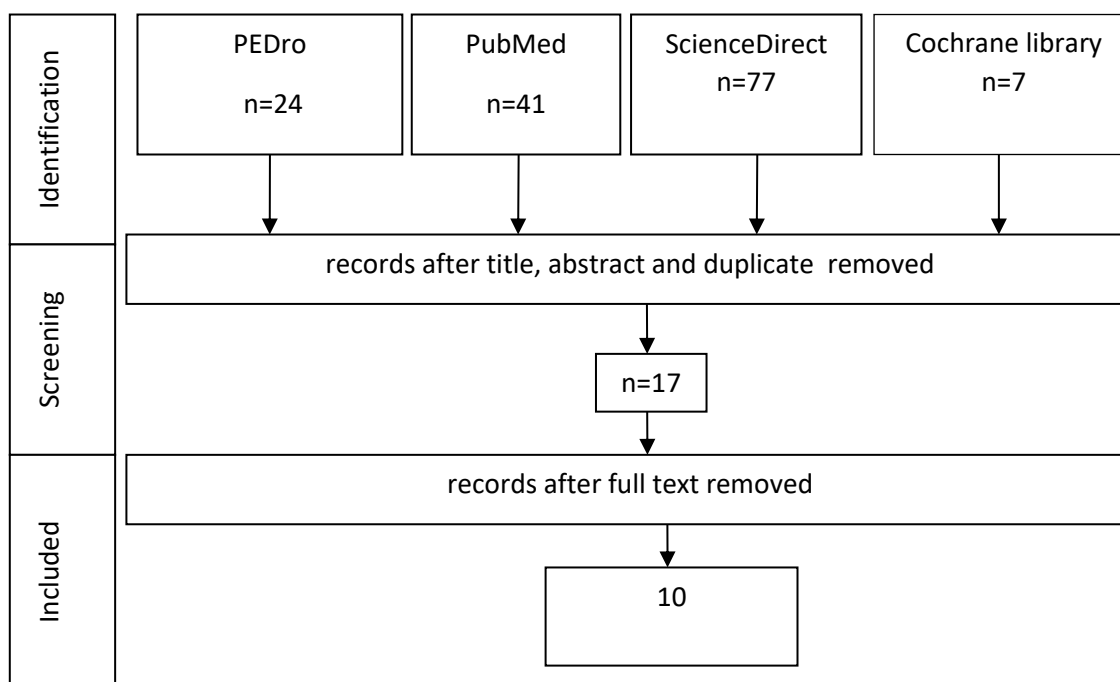 Identification
PEDro
n=24
PubMed
n=41
ScienceDirect
n=77
Cochrane library
n=7
Screening
records after title, abstract and duplicate  removed
n=17
Included
records after full text removed
10